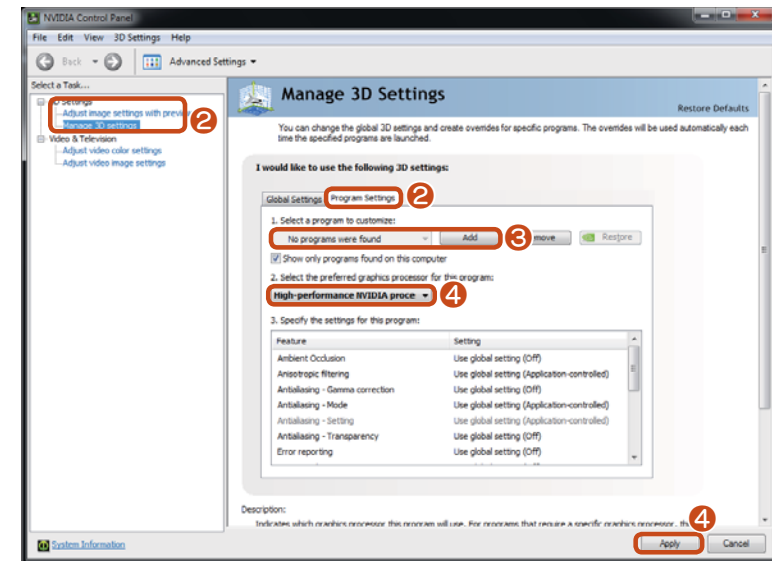 NVIDIA Control Panel
File Edit View 3D Settings Help
Back Advanced Settings
Select a Task...
3D Settings
Adjust image settings with preview
Manage 3D settings
2
Video & Television
Adjust video color settings
Adjust video image settings
Manage 3D Settings
Restore Defaults
You can change the global 3D settings and create overrides for specific programs. The overrides will be used automatically each
time the specified programs are launched.
I would like to use the following 3D settings:
Global Settings Program Settings 2
1. Select a program to customize:
No programs were found Add 3 move Restore
Show only programs found on this computer
2. Select the preferred graphics processor for this program:
High-performance NVIDIA proce 4
3. Specify the settings for this program:
Feature Setting
Ambient Occlusion Use global setting (Off)
Anisotropic filtering Use global setting (Application-controlled)
Antialiasing - Gamma correction Use global setting (Off)
Antialiasing - Mode Use global setting (Application-controlled)
Antialiasing - Setting Use global setting (Application-controlled)
Antialiasing - Transparency Use global setting (Off)
Error reporting Use global setting (Off)
Description:
Indicates which graphics processor this program will use. For programs that require a specific graphics processor, th
4
System Information
Apply Cancel